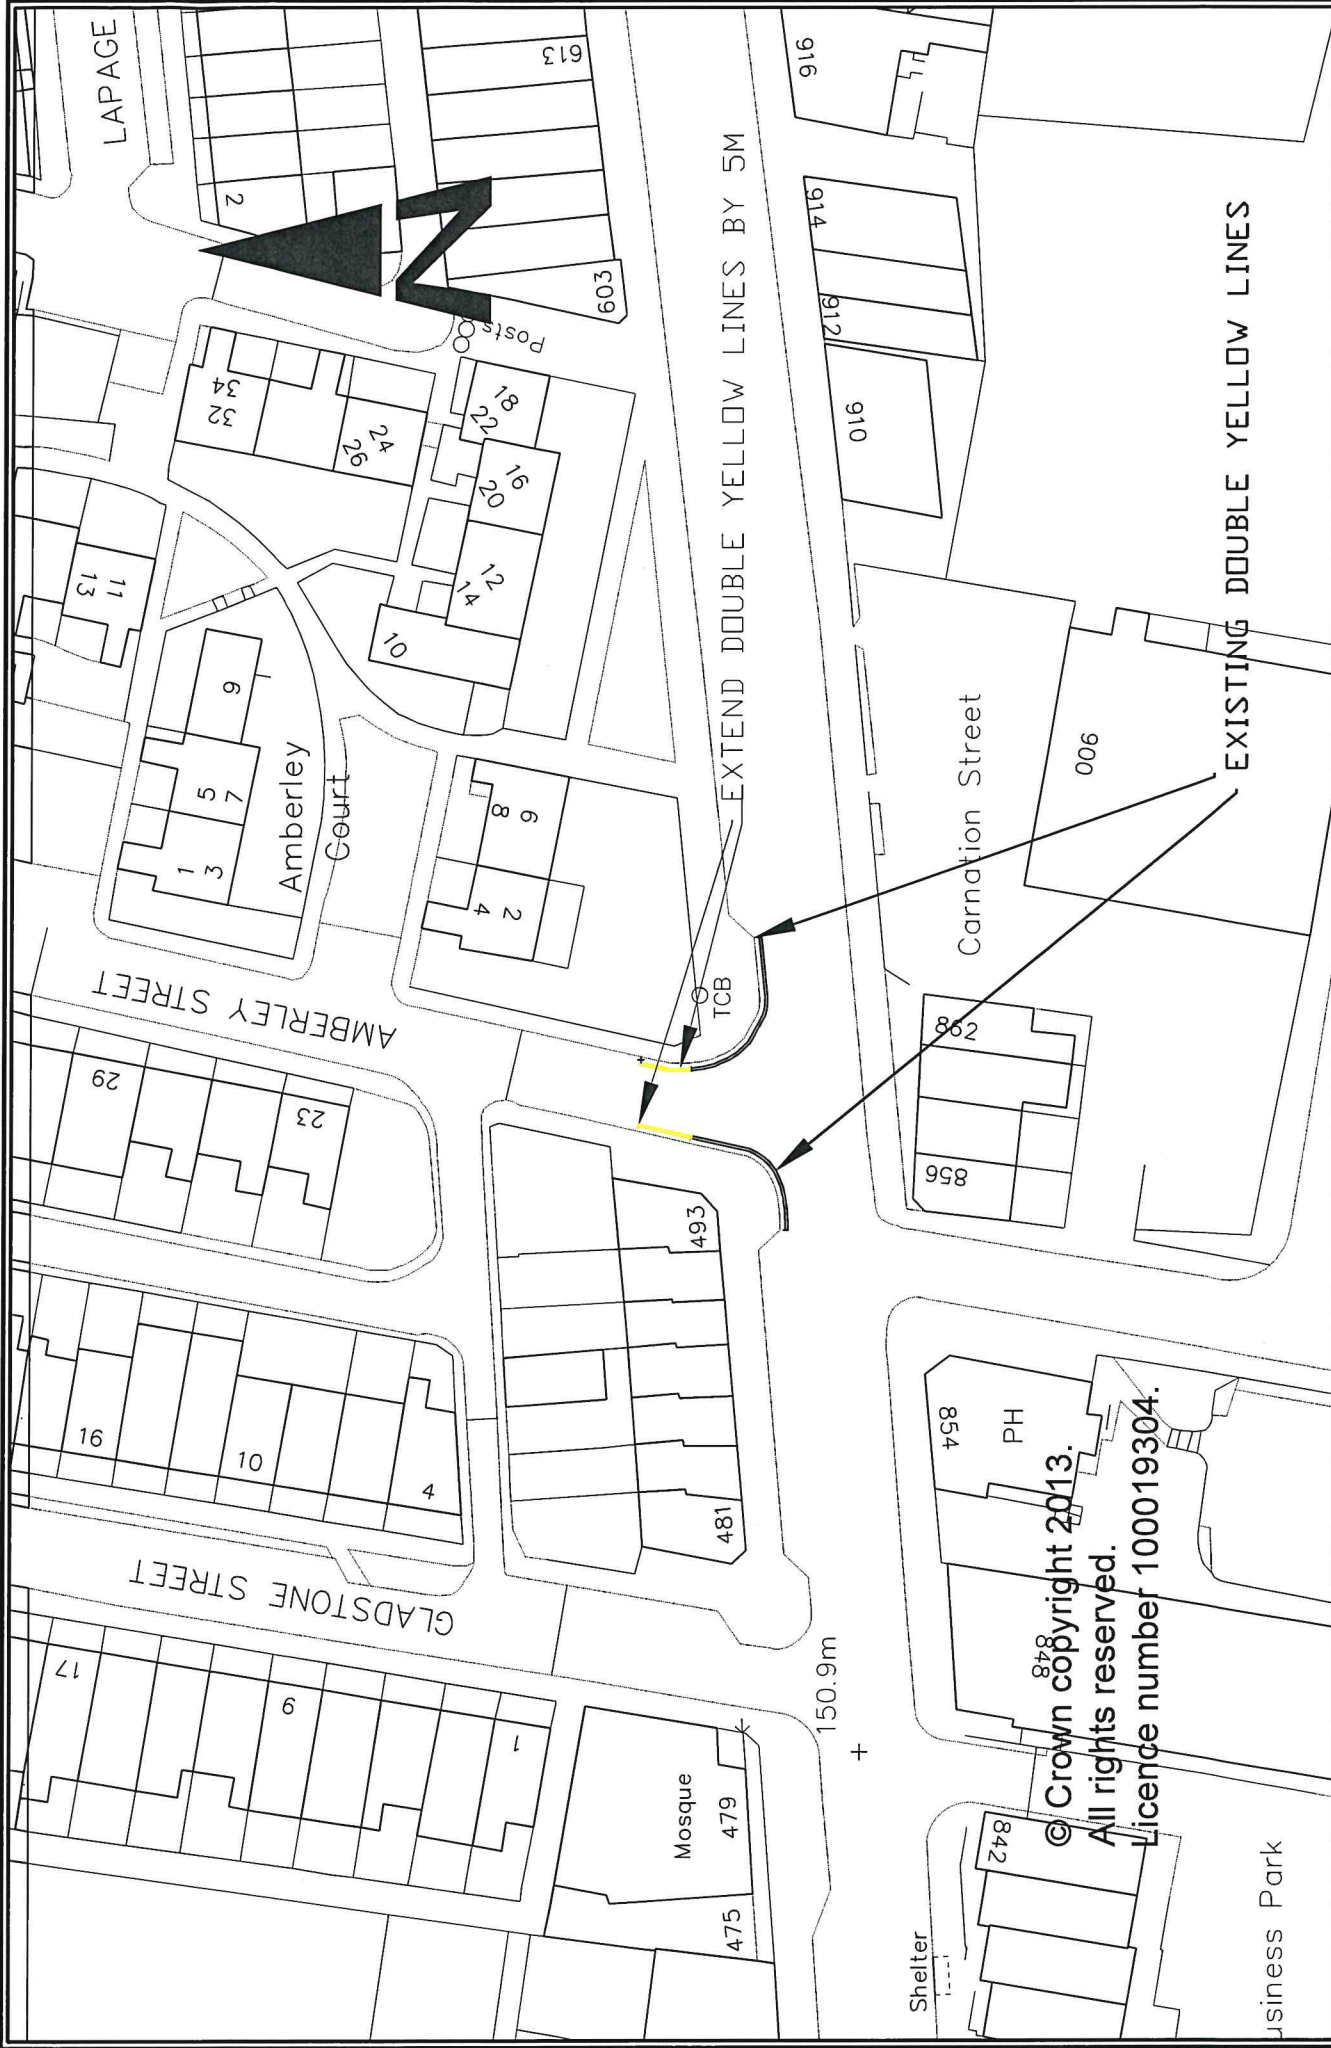 LAPAGE
613
916
2
N
603
Posts
914
912
910
34
32
24
26
18
22
16
20
12
14
10
11
13
9
5
7
1
3
Amberley
Court
8
6
4
2
EXTEND DOUBLE YELLOW LINES BY 5M
EXISTING DOUBLE YELLOW LINES
Carnation Street
900
TCB
862
856
AMBERLEY STREET
29
23
493
481
16
10
4
GLADSTONE STREET
17
9
1
Mosque
479
475
150.9m
854
PH
848
842
Shelter
usiness Park
© Crown copyright 2013.
All rights reserved.
Licence number 100019304.